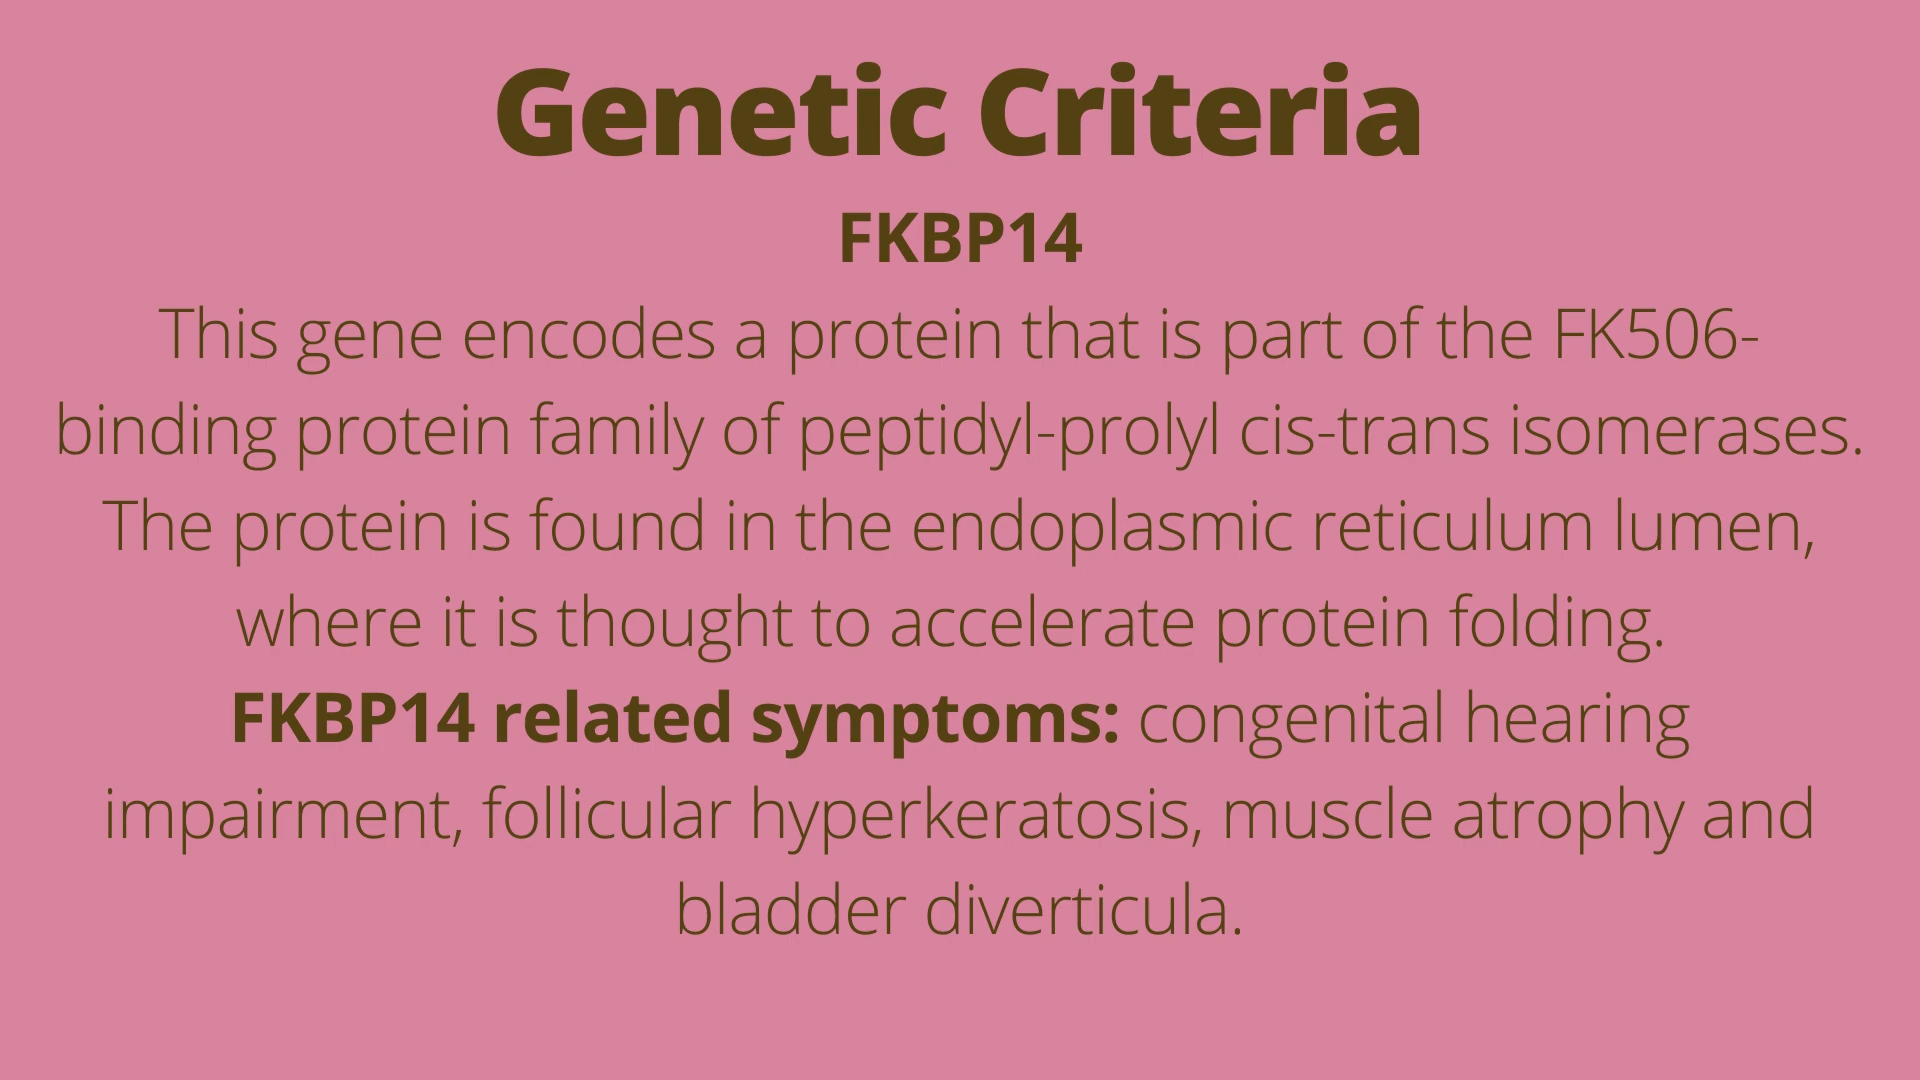 Genetic Criteria
FKBP14
This gene encodes a protein that is part of the FK506-
binding protein family of peptidyl-prolyl cis-trans isomerases.
The protein is found in the endoplasmic reticulum lumen,
where it is thought to accelerate protein folding.
FKBP14 related symptoms: congenital hearing
impairment, follicular hyperkeratosis, muscle atrophy and
bladder diverticula.